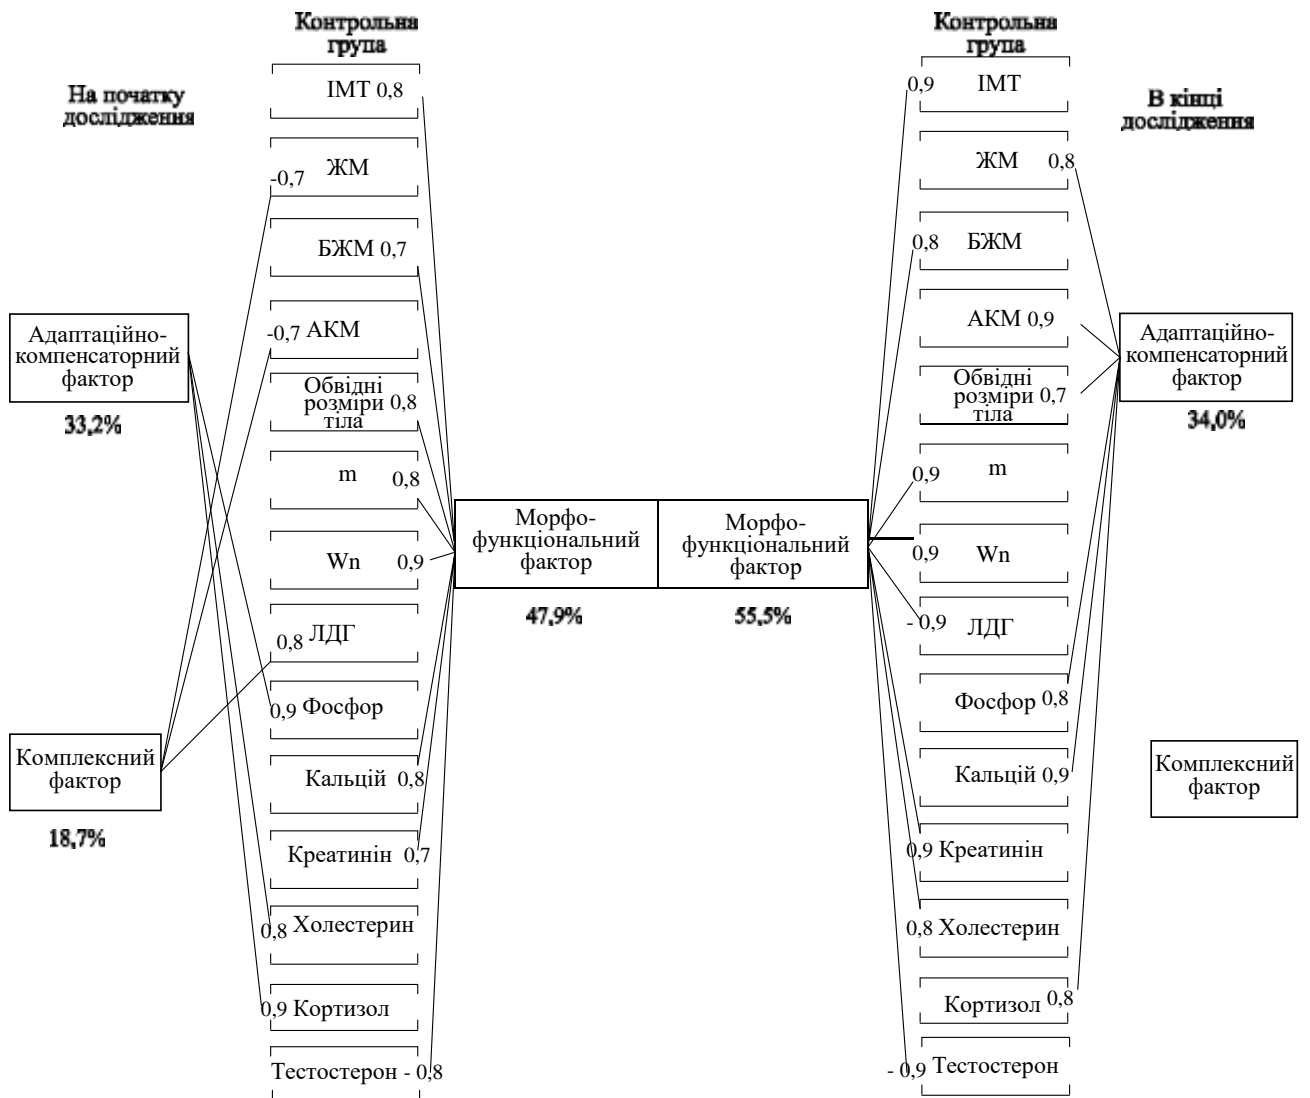 Контрольна
група
На початку
дослідження
ІМТ 0,8
-0,7 ЖМ
БЖМ 0,7
-0,7 АКМ
Обвідні
розміри 0,8
тіла
m 0,8
Wn 0,9
0,8 ЛДГ
0,9 Фосфор
Кальцій 0,8
Креатинін 0,7
0,8 Холестерин
0,9 Кортизол
Тестостерон - 0,8
Адаптаційно-
компенсаторний
фактор
33,2%
Комплексний
фактор
18,7%
Морфо-
функціональний
фактор
47,9%
Морфо-
функціональний
фактор
55,5%
Контрольна
група
В кінці
дослідження
0,9 ІМТ
ЖМ 0,8
0,8 БЖМ
АКМ 0,9
Обвідні
розміри 0,7
тіла
0,9 m
0,9 Wn
- 0,9 ЛДГ
Фосфор 0,8
Кальцій 0,9
0,9 Креатинін
0,8 Холестерин
Кортизол 0,8
- 0,9 Тестостерон
Адаптаційно-
компенсаторний
фактор
34,0%
Комплексний
фактор